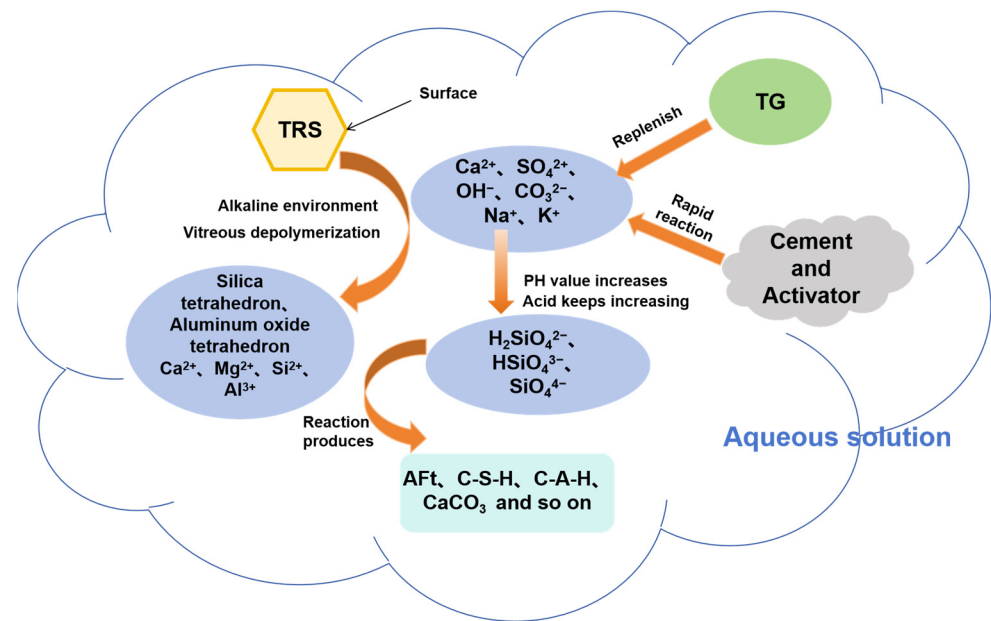 TRS
Surface
TG
Replenish
Ca²⁺、SO₄²⁺、
OH⁻、CO₃²⁻、
Na⁺、K⁺
Rapid
reaction
Cement
and
Activator
Alkaline environment
Vitreous depolymerization
Silica
tetrahedron、
Aluminum oxide
tetrahedron
Ca²⁺、Mg²⁺、Si²⁺、
Al³⁺
PH value increases
Acid keeps increasing
H₂SiO₄²⁻、
HSiO₄³⁻、
SiO₄⁴⁻
Reaction
produces
Aqueous solution
AFt、C-S-H、C-A-H、
CaCO₃ and so on